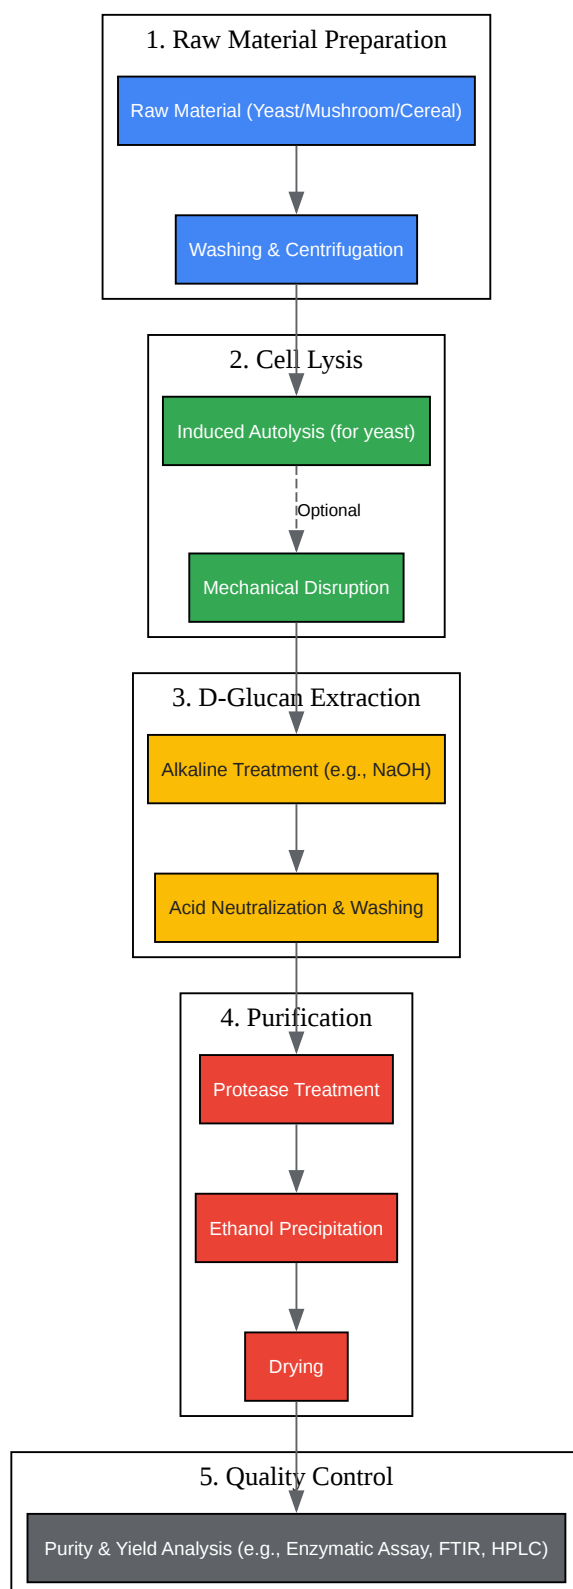 1. Raw Material Preparation
Raw Material (Yeast/Mushroom/Cereal)
Washing & Centrifugation
2. Cell Lysis
Induced Autolysis (for yeast)
Optional
Mechanical Disruption
3. D-Glucan Extraction
Alkaline Treatment (e.g., NaOH)
Acid Neutralization & Washing
4. Purification
Protease Treatment
Ethanol Precipitation
Drying
5. Quality Control
Purity & Yield Analysis (e.g., Enzymatic Assay, FTIR, HPLC)